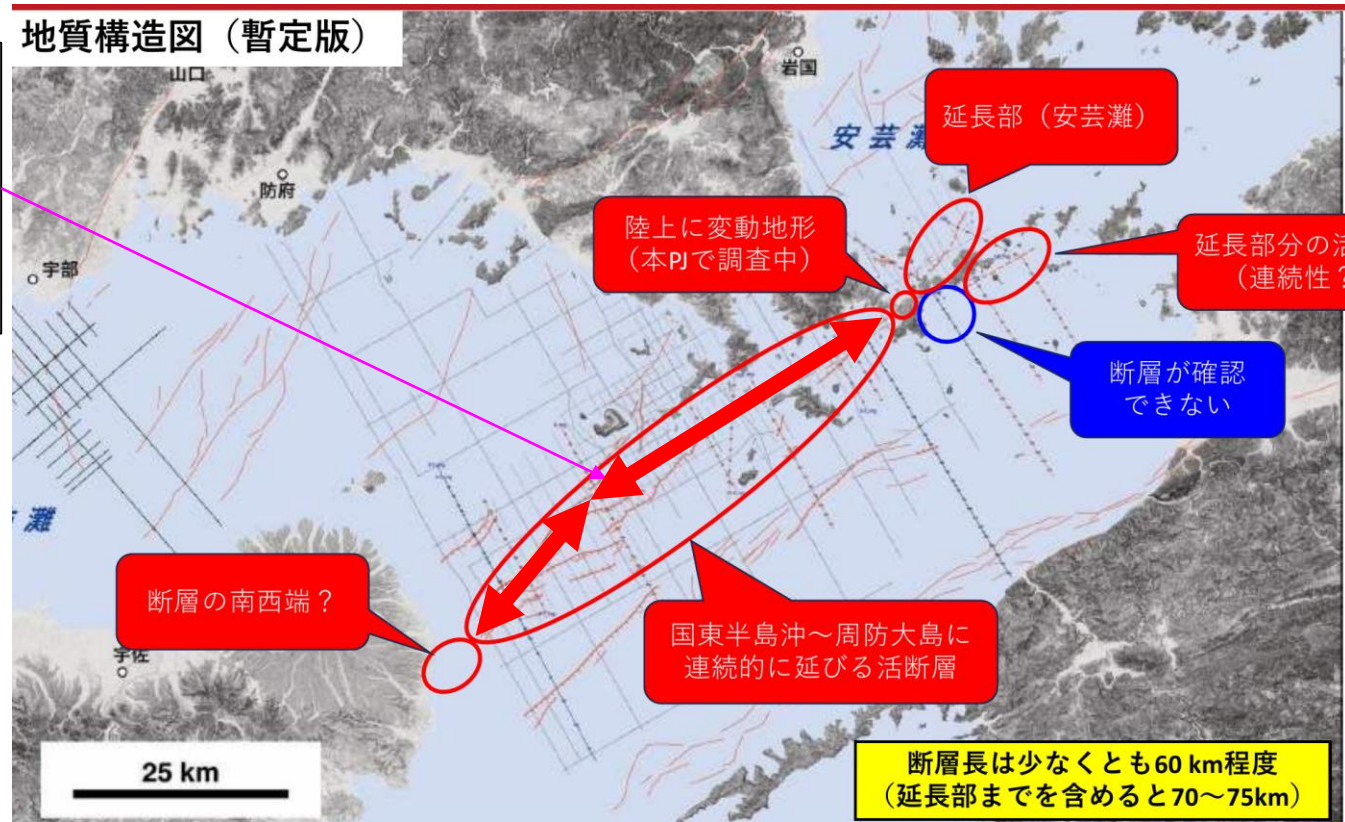 地質構造図（暫定版）
山口
岩国
延長部（安芸灘）
安芸灘
防府
陸上に変動地形
（本PJで調査中）
延長部分の活
（連続性？
宇部
断層が確認
できない
灘
断層の南西端？
国東半島沖～周防大島に
連続的に延びる活断層
宇佐
25 km
断層長は少なくとも60 km程度
（延長部までを含めると70～75km）